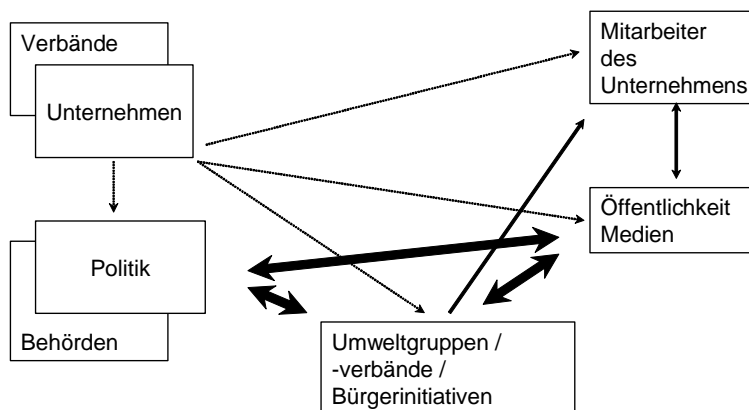 Verbände
Unternehmen
Mitarbeiter
des
Unternehmens
Öffentlichkeit
Medien
Politik
Behörden
Umweltgruppen /
-verbände /
Bürgerinitiativen